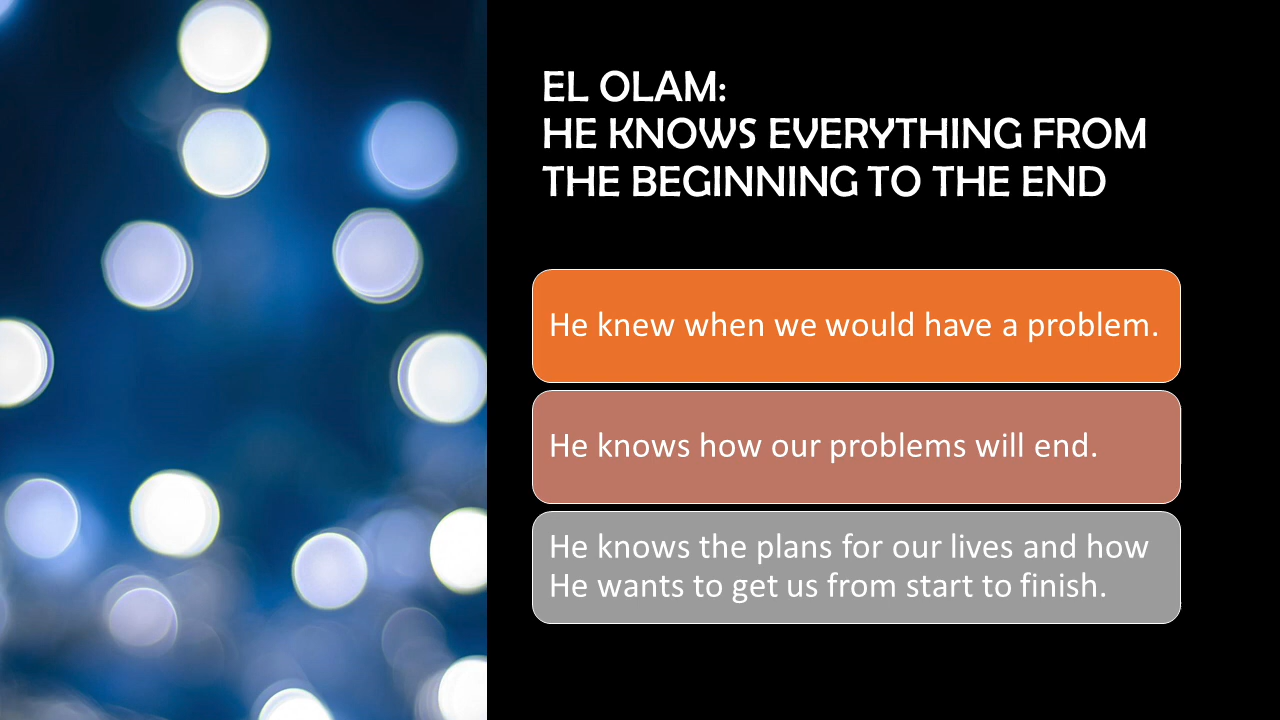 EL OLAM:
HE KNOWS EVERYTHING FROM
THE BEGINNING TO THE END
He knew when we would have a problem.
He knows how our problems will end.
He knows the plans for our lives and how
He wants to get us from start to finish.